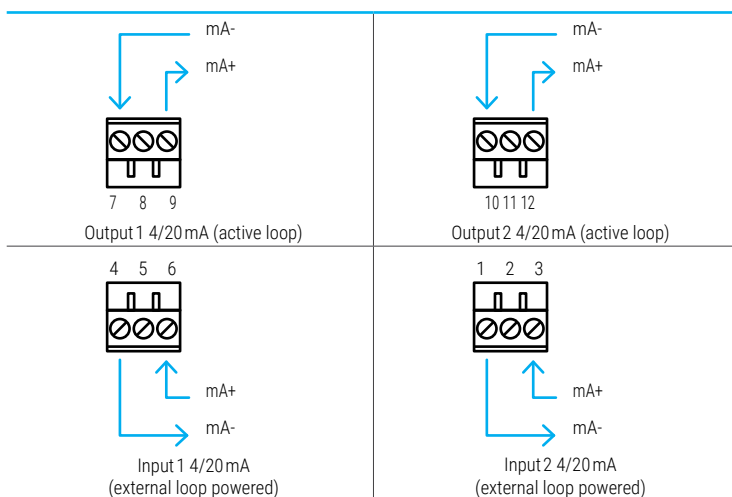 mA-
mA+
7 8 9
Output 1 4/20 mA (active loop)
mA-
mA+
10 11 12
Output 2 4/20 mA (active loop)
4 5 6
mA+
mA-
Input 1 4/20 mA
(external loop powered)
1 2 3
mA+
mA-
Input 2 4/20 mA
(external loop powered)